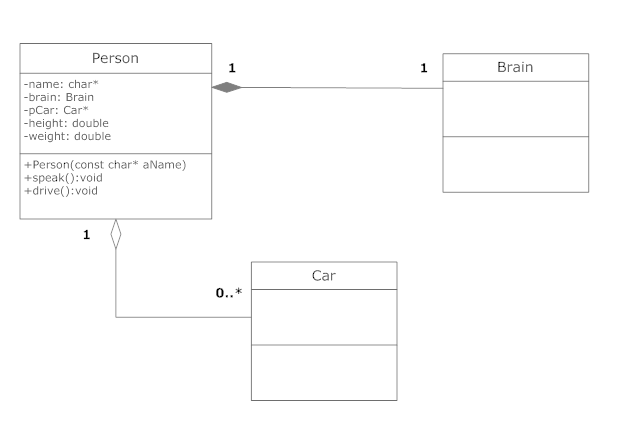 Person
-name: char*
-brain: Brain
-pCar: Car*
-height: double
-weight: double
+Person(const char* aName)
+speak():void
+drive():void
1
1
Brain
1
0..*
Car